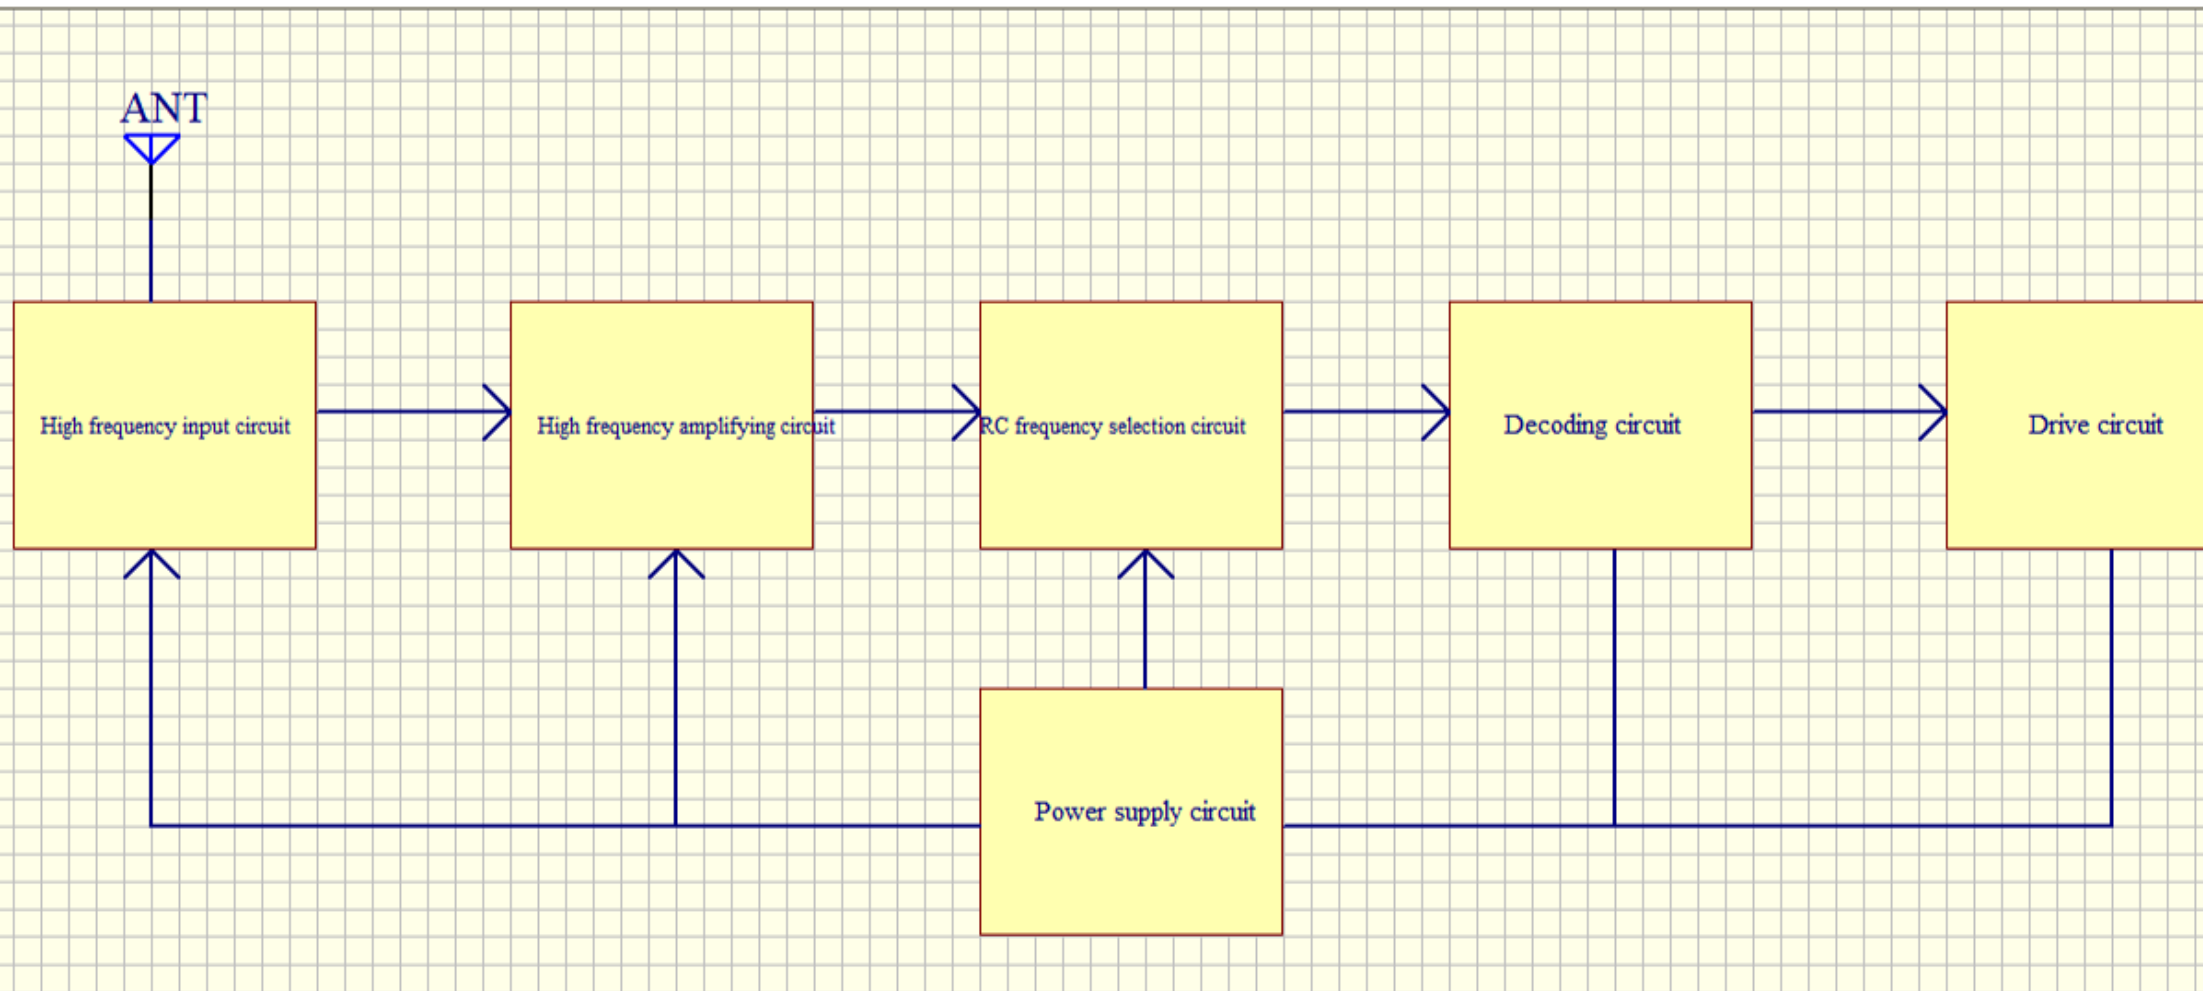 ANT
High frequency input circuit
High frequency amplifying circuit
RC frequency selection circuit
Decoding circuit
Drive circuit
Power supply circuit